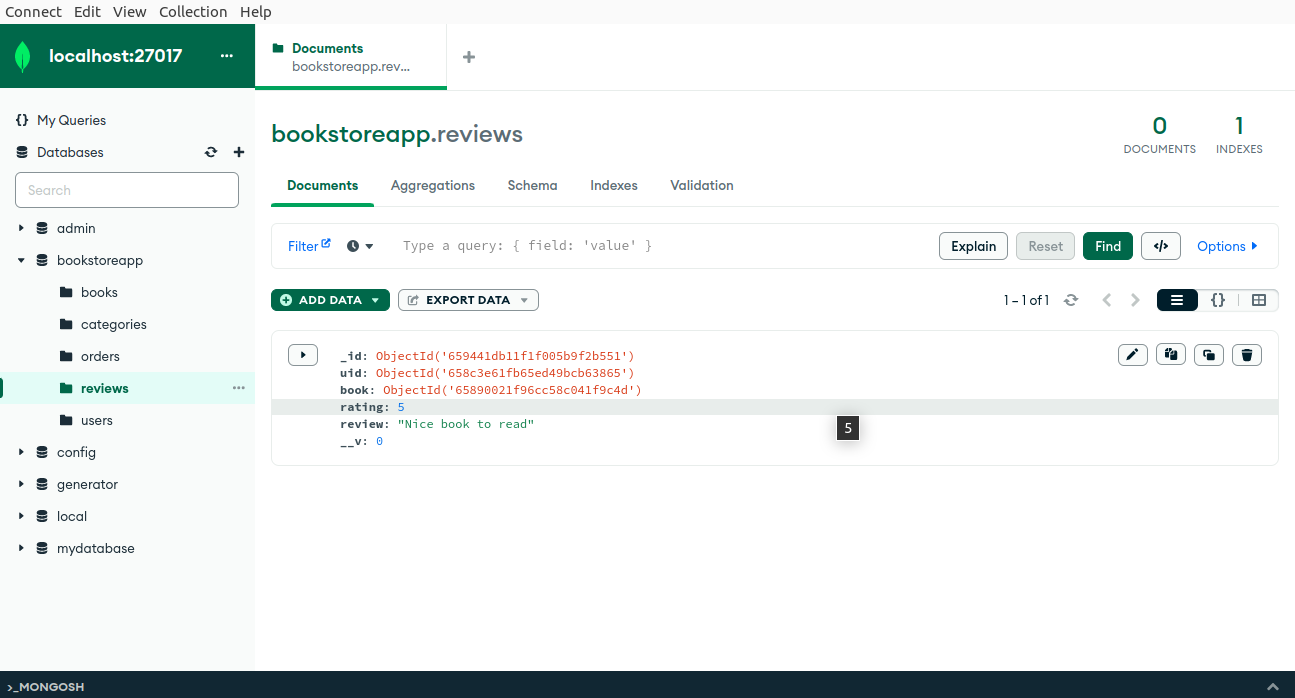 Connect Edit View Collection Help
localhost:27017 ...
Documents
bookstoreapp.rev...
My Queries
Databases
Search
admin
bookstoreapp
books
categories
orders
reviews
users
config
generator
local
mydatabase
bookstoreapp.reviews
0
DOCUMENTS
1
INDEXES
Documents Aggregations Schema Indexes Validation
Filter Type a query: { field: 'value' } Explain Reset Find </> Options
ADD DATA EXPORT DATA 1 – 1 of 1 {}
_id: ObjectId('659441db11f1f005b9f2b551')
uid: ObjectId('658c3e61fb65ed49bcb63865')
book: ObjectId('65890021f96cc58c041f9c4d')
rating: 5
review: "Nice book to read"
__v: 0
5
>_MONGOSH